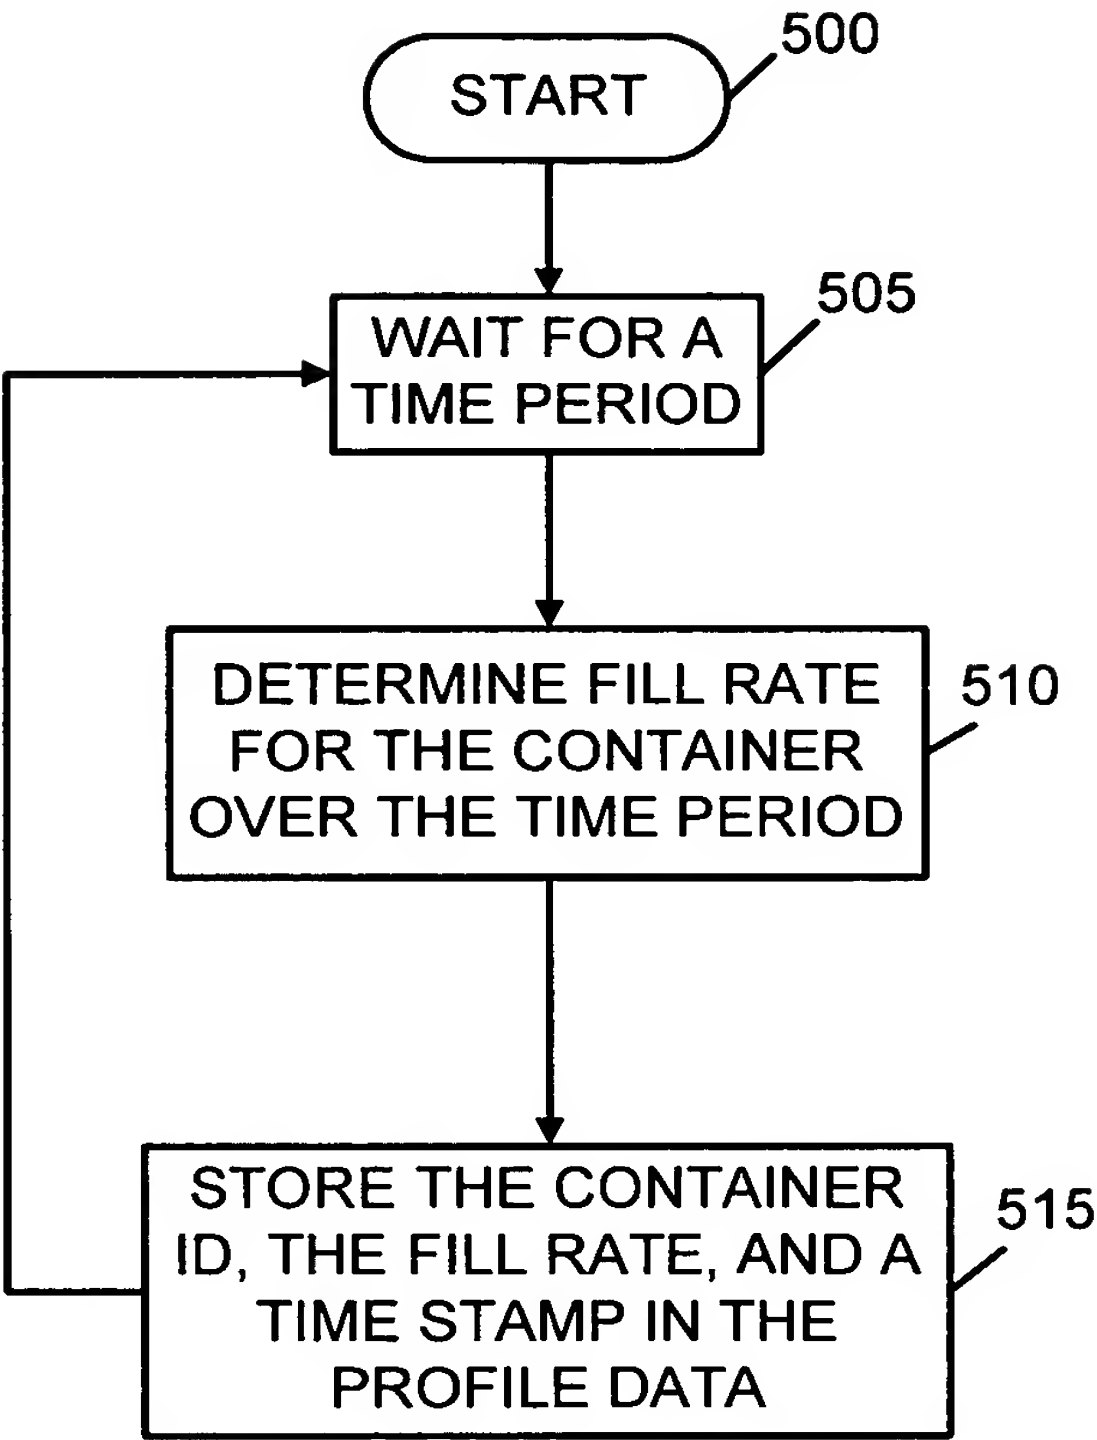 START
500
WAIT FOR A
TIME PERIOD
505
DETERMINE FILL RATE
FOR THE CONTAINER
OVER THE TIME PERIOD
510
STORE THE CONTAINER
ID, THE FILL RATE, AND A
TIME STAMP IN THE
PROFILE DATA
515